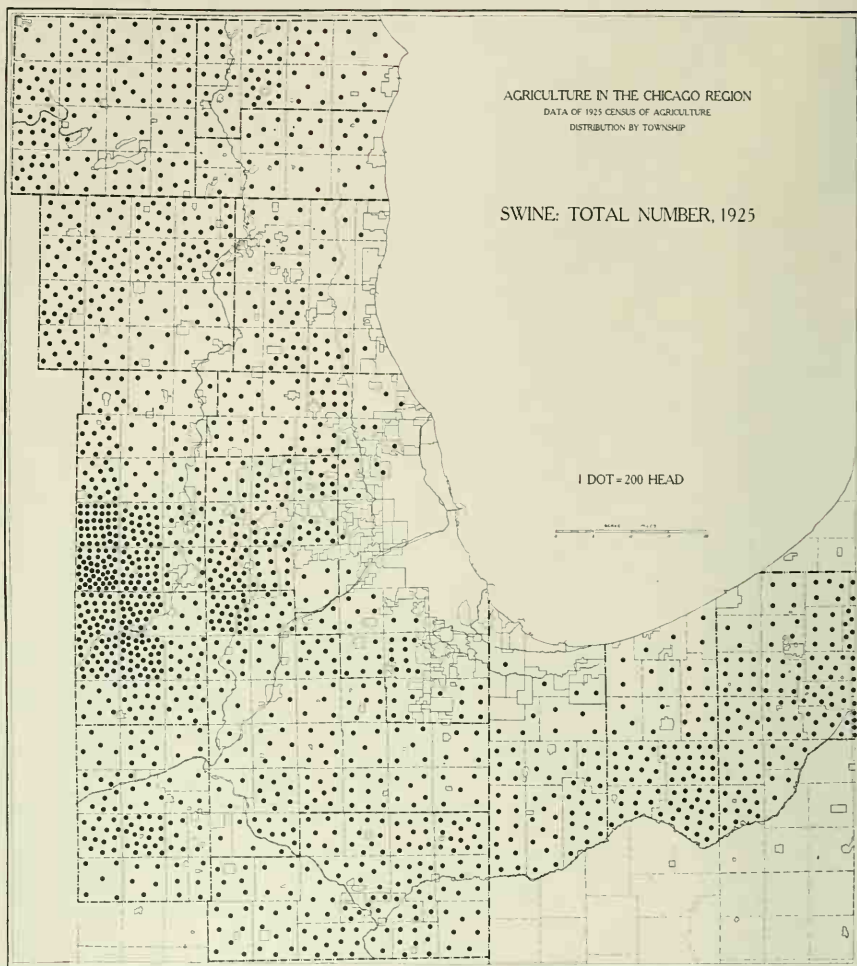 AGRICULTURE IN THE CHICAGO REGION
DATA OF 1925 CENSUS OF AGRICULTURE
DISTRIBUTION BY TOWNSHIP
SWINE: TOTAL NUMBER, 1925
1 DOT = 200 HEAD